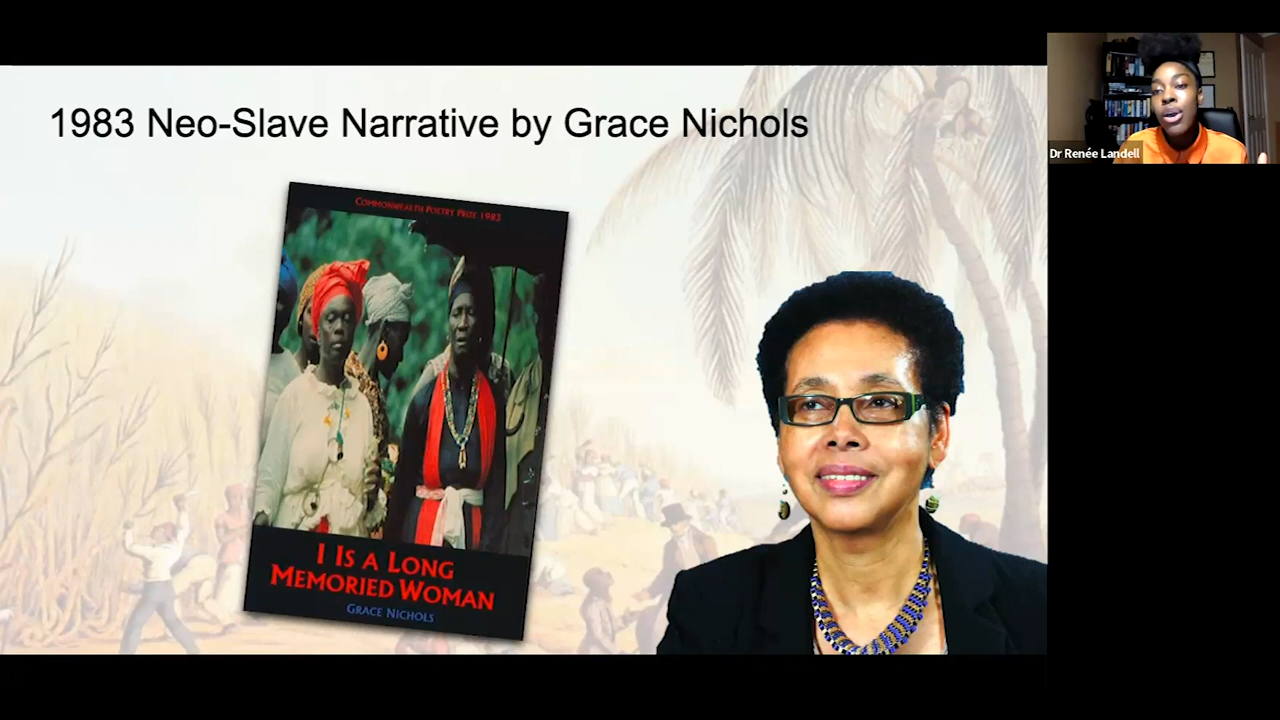 1983 Neo-Slave Narrative by Grace Nichols
Dr Renée Landell
COMMONWEALTH POETRY PRIZE 1983
I IS A LONG
MEMORIED WOMAN
GRACE NICHOLS